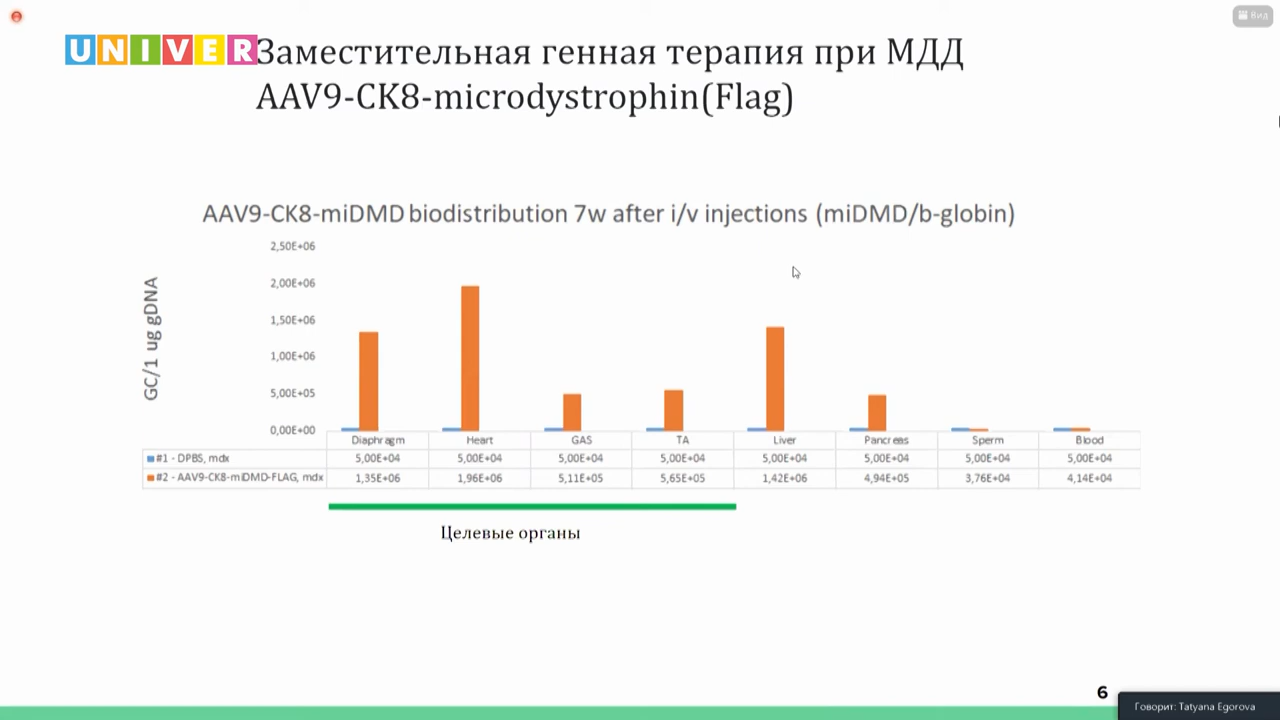 Вид
UNIVER
Заместительная генная терапия при МДД
AAV9-CK8-microdystrophin(Flag)
AAV9-CK8-miDMD biodistribution 7w after i/v injections (miDMD/b-globin)
GC/1 ug gDNA
2,50E+06
2,00E+06
1,50E+06
1,00E+06
5,00E+05
0,00E+00
Diaphragm Heart GAS TA Liver Pancreas Sperm Blood
#1 - DPBS, mdx 5,00E+04 5,00E+04 5,00E+04 5,00E+04 5,00E+04 5,00E+04 5,00E+04 5,00E+04
#2 - AAV9-CK8-miDMD-FLAG, mdx 1,35E+06 1,96E+06 5,11E+05 5,65E+05 1,42E+06 4,94E+05 3,76E+04 4,14E+04
Целевые органы
6
Говорит: Tatyana Egorova